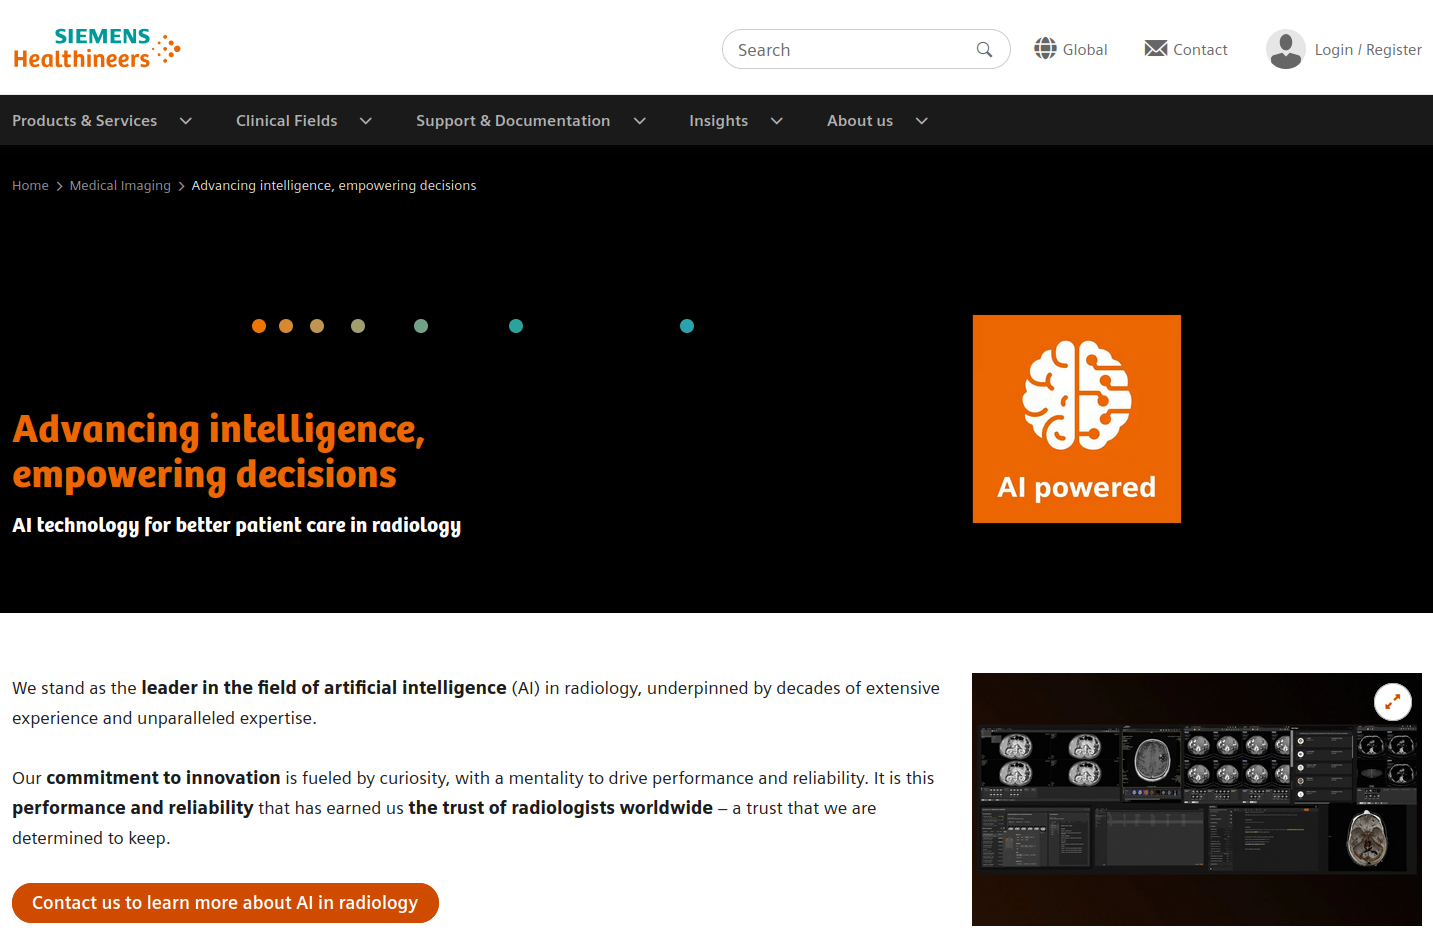 SIEMENS
Healthineers
Search
Global
Contact
Login / Register
Products & Services
Clinical Fields
Support & Documentation
Insights
About us
Home
Medical Imaging
Advancing intelligence, empowering decisions
Advancing intelligence,
empowering decisions
AI technology for better patient care in radiology
AI powered
We stand as the leader in the field of artificial intelligence (AI) in radiology, underpinned by decades of extensive
experience and unparalleled expertise.
Our commitment to innovation is fueled by curiosity, with a mentality to drive performance and reliability. It is this
performance and reliability that has earned us the trust of radiologists worldwide – a trust that we are
determined to keep.
Contact us to learn more about AI in radiology